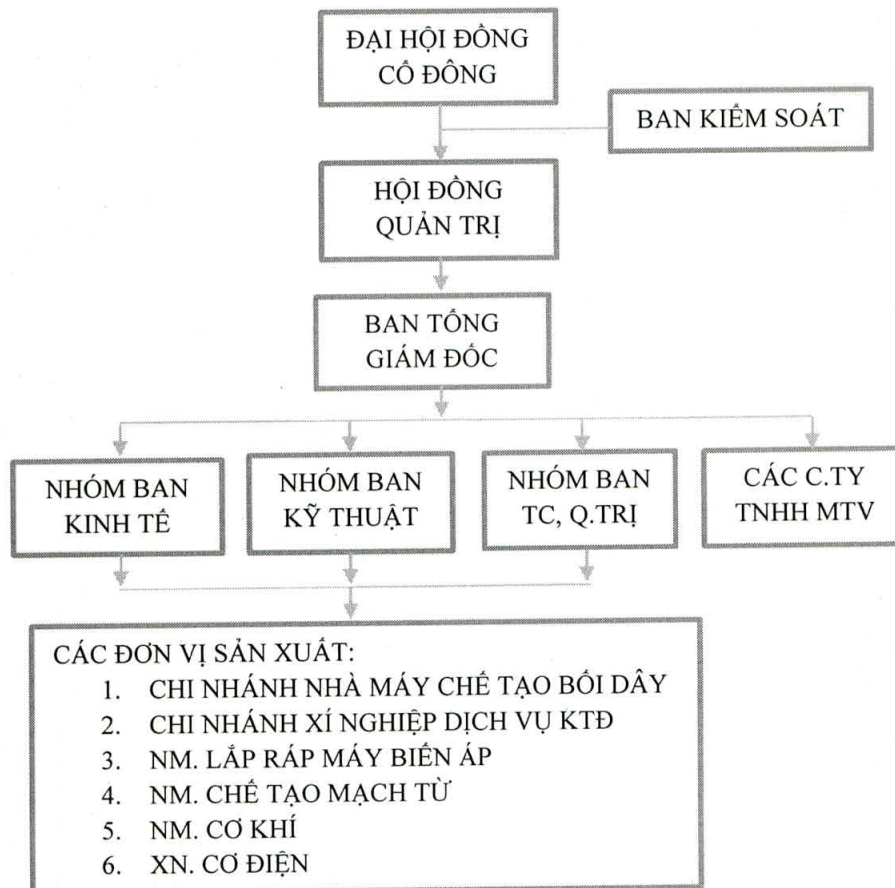 ĐẠI HỘI ĐỒNG
CỔ ĐÔNG
BAN KIỂM SOÁT
HỘI ĐỒNG
QUẢN TRỊ
BAN TỔNG
GIÁM ĐỐC
NHÓM BAN
KINH TẾ
NHÓM BAN
KỸ THUẬT
NHÓM BAN
TC, Q.TRỊ
CÁC C.TY
TNHH MTV
CÁC ĐƠN VỊ SẢN XUẤT:
1. CHI NHÁNH NHÀ MÁY CHẾ TẠO BỐI DÂY
2. CHI NHÁNH XÍ NGHIỆP DỊCH VỤ KTĐ
3. NM. LẮP RÁP MÁY BIẾN ÁP
4. NM. CHẾ TẠO MẠCH TỪ
5. NM. CƠ KHÍ
6. XN. CƠ ĐIỆN